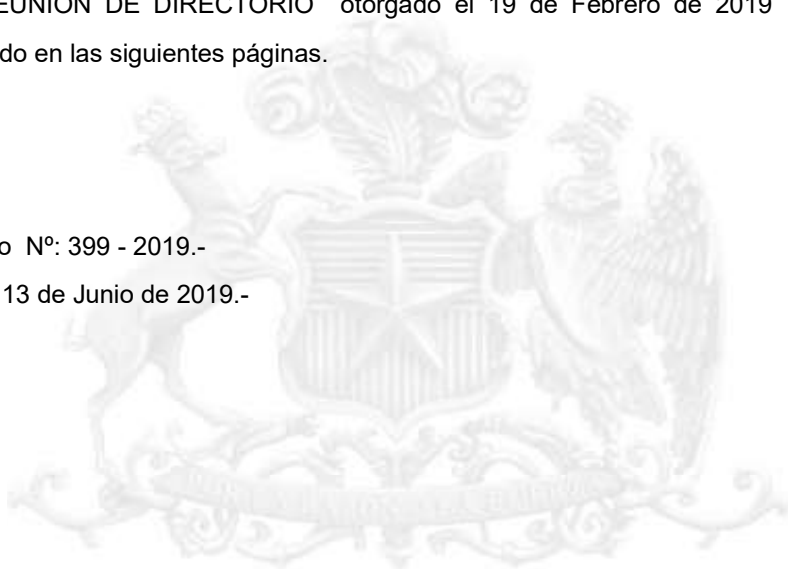 EUNION DE DIRECTORIO otorgado el 19 de Febrero de 2019
do en las siguientes páginas.
o Nº: 399 - 2019.-
13 de Junio de 2019.-